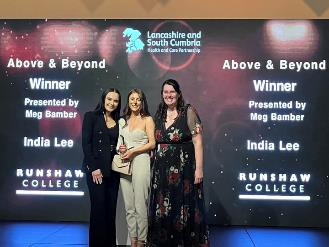 Lancashire and
South Cumbria
Health and Care Partnership
Above & Beyond
Winner
Presented by
Meg Bamber
India Lee
RUNSHAW
COLLEGE
Above & Beyond
Winner
Presented by
Meg Bamber
India Lee
RUNSHAW
COLLEGE